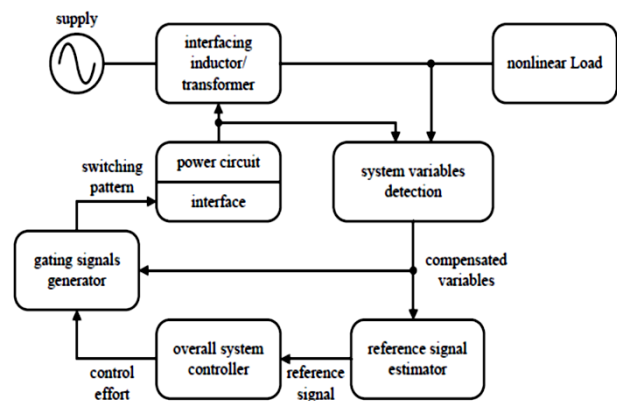 supply
interfacing
inductor/
transformer
nonlinear Load
switching
pattern
power circuit
interface
system variables
detection
gating signals
generator
compensated
variables
control
effort
overall system
controller
reference
signal
reference signal
estimator